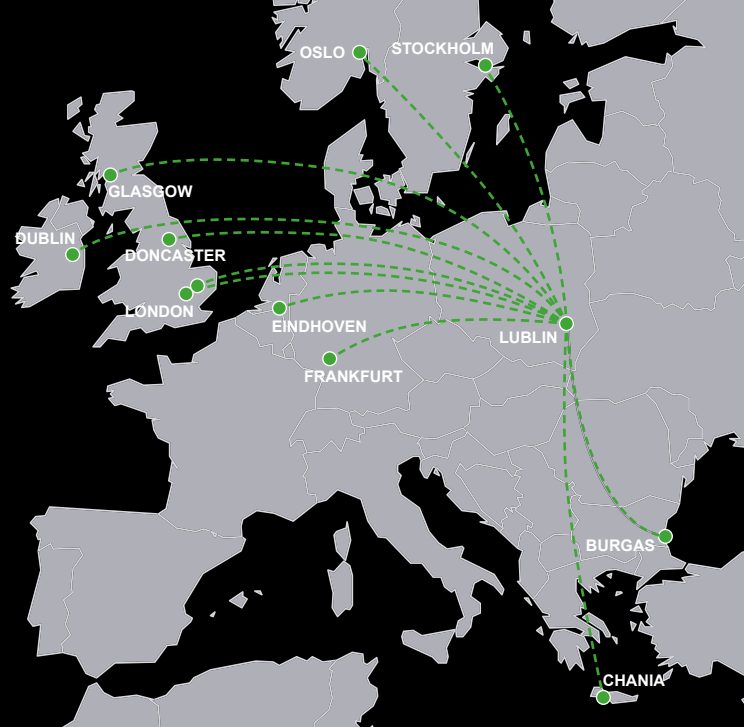 OSLO
STOCKHOLM
GLASGOW
DUBLIN
DONCASTER
LONDON
EINDHOVEN
LUBLIN
FRANKFURT
BURGAS
CHANIA